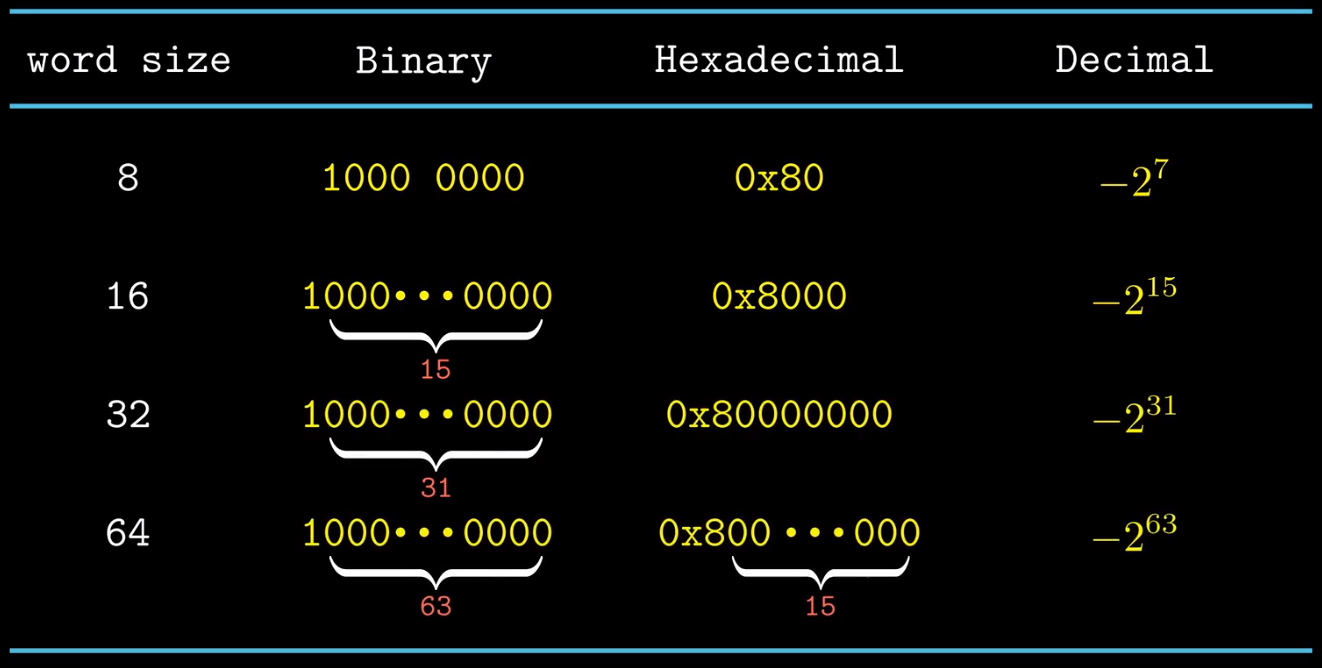 word size Binary Hexadecimal Decimal
8 1000 0000 0x80 −2^7
16 1000···0000 0x8000 −2^15
15
32 1000···0000 0x80000000 −2^31
31
64 1000···0000 0x800 ···000 −2^63
63 15